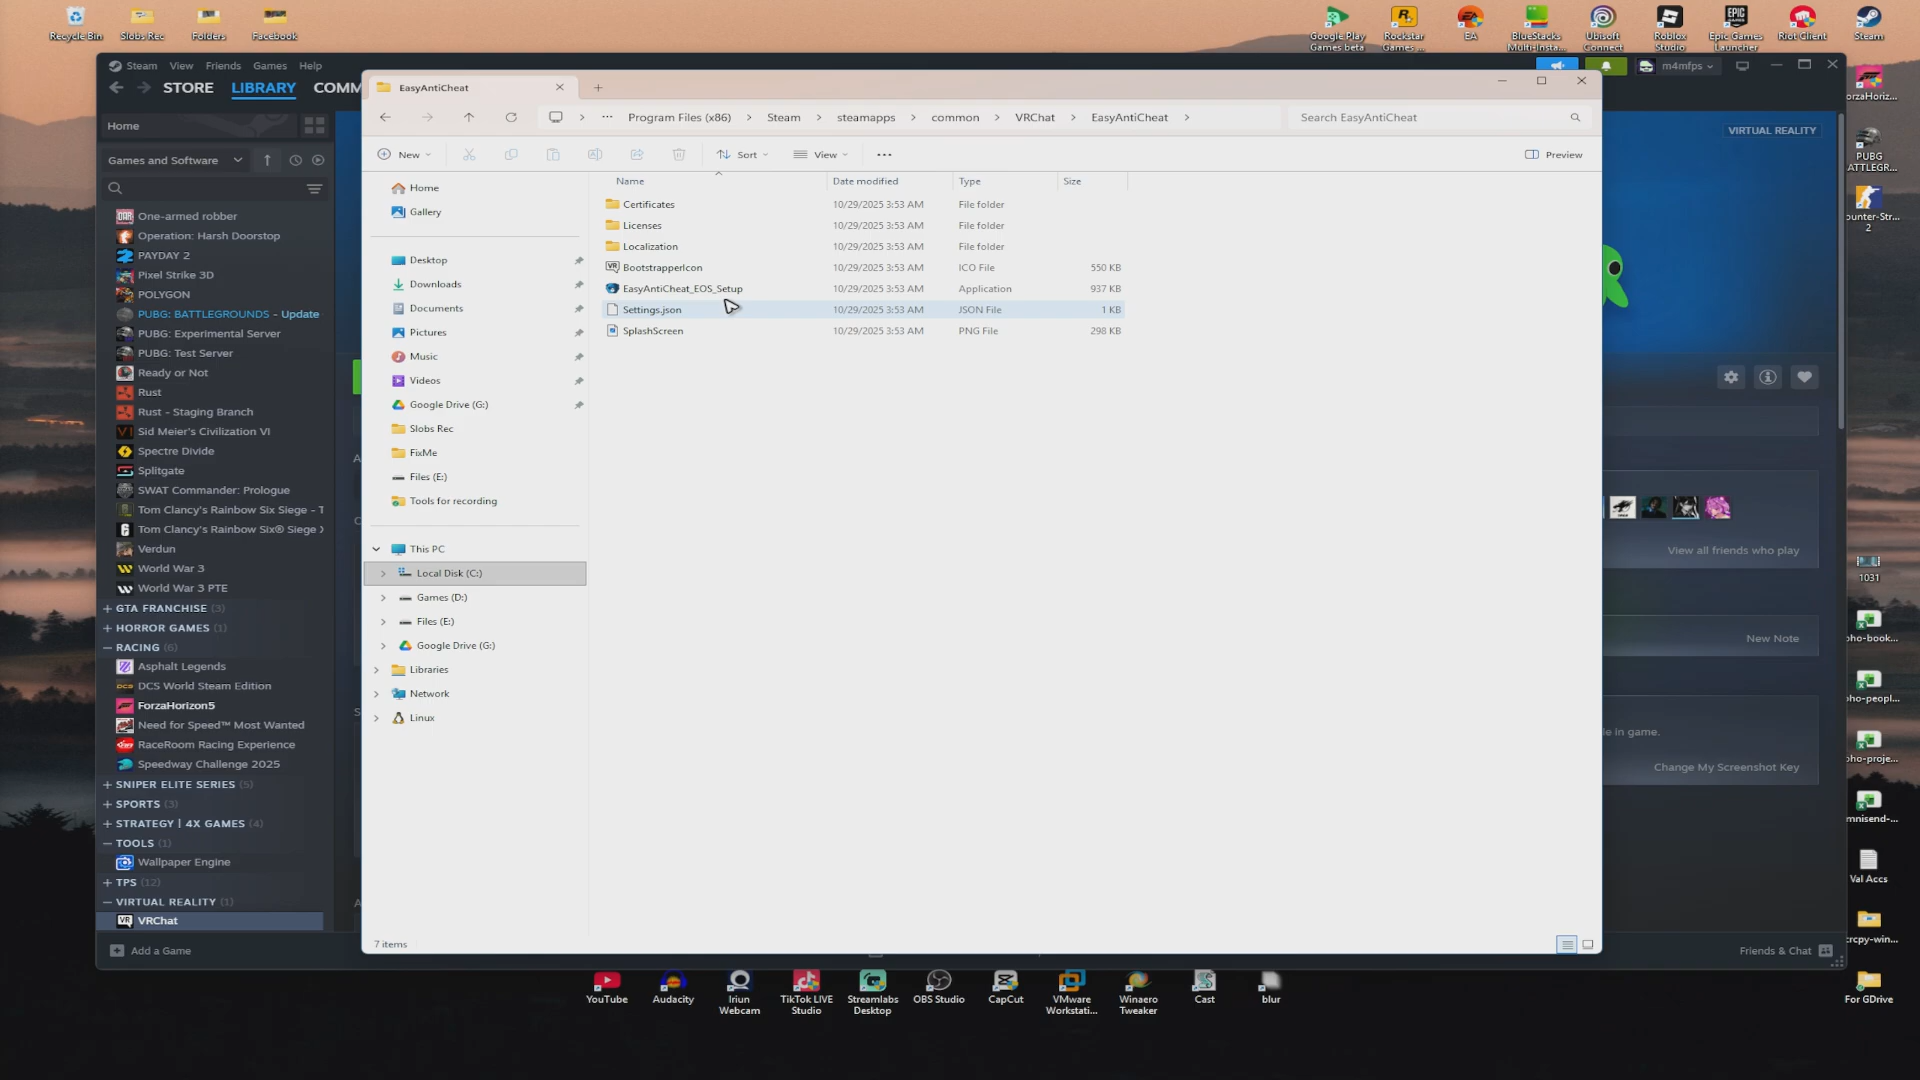 Recycle Bin
Slobs Rec
Folders
Facebook
Google Play
Games beta
Rockstar
Games ...
EA
BlueStacks
Multi-Insta...
Ubisoft
Connect
Roblox
Studio
Epic Games
Launcher
Riot Client
Steam
Steam View Friends Games Help
m4mfps
STORE LIBRARY COMM
Home
Games and Software
One-armed robber
Operation: Harsh Doorstop
PAYDAY 2
Pixel Strike 3D
POLYGON
PUBG: BATTLEGROUNDS - Update
PUBG: Experimental Server
PUBG: Test Server
Ready or Not
Rust
Rust - Staging Branch
Sid Meier's Civilization VI
Spectre Divide
Splitgate
SWAT Commander: Prologue
Tom Clancy's Rainbow Six Siege - T
Tom Clancy's Rainbow Six® Siege X
Verdun
World War 3
World War 3 PTE
GTA FRANCHISE (3)
HORROR GAMES (1)
RACING (6)
Asphalt Legends
DCS World Steam Edition
ForzaHorizon5
Need for Speed™ Most Wanted
RaceRoom Racing Experience
Speedway Challenge 2025
SNIPER ELITE SERIES (5)
SPORTS (3)
STRATEGY | 4X GAMES (4)
TOOLS (1)
Wallpaper Engine
TPS (12)
VIRTUAL REALITY (1)
VRChat
Add a Game
EasyAntiCheat
Program Files (x86) > Steam > steamapps > common > VRChat > EasyAntiCheat >
Search EasyAntiCheat
New
Sort
View
Preview
Home
Gallery
Desktop
Downloads
Documents
Pictures
Music
Videos
Google Drive (G:)
Slobs Rec
FixMe
Files (E:)
Tools for recording
This PC
Local Disk (C:)
Games (D:)
Files (E:)
Google Drive (G:)
Libraries
Network
Linux
Name Date modified Type Size
Certificates 10/29/2025 3:53 AM File folder
Licenses 10/29/2025 3:53 AM File folder
Localization 10/29/2025 3:53 AM File folder
BootstrapperIcon 10/29/2025 3:53 AM ICO File 550 KB
EasyAntiCheat_EOS_Setup 10/29/2025 3:53 AM Application 937 KB
Settings.json 10/29/2025 3:53 AM JSON File 1 KB
SplashScreen 10/29/2025 3:53 AM PNG File 298 KB
7 items
VIRTUAL REALITY
View all friends who play
New Note
le in game.
Change My Screenshot Key
Friends & Chat
orzaHoriz...
PUBG
ATTLEGR...
ounter-Str...
2
1031
oho-book...
oho-peopl...
oho-proje...
mnisend-...
Val Accs
crcpy-win...
For GDrive
YouTube
Audacity
Iriun
Webcam
TikTok LIVE
Studio
Streamlabs
Desktop
OBS Studio
CapCut
VMware
Workstati...
Winaero
Tweaker
Cast
blur